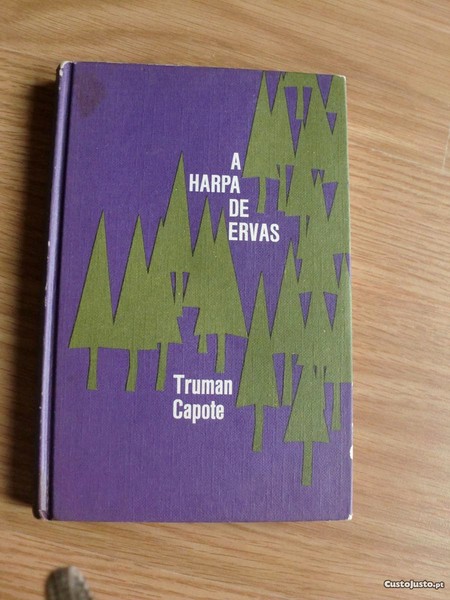 A
HARPA
DE
ERVAS
Truman
Capote
CustoJusto.pt